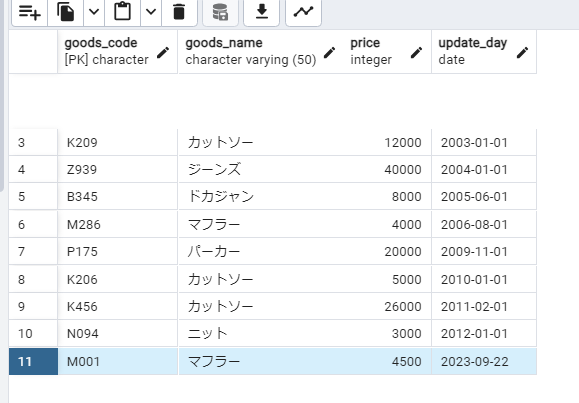 goods_code goods_name price update_day
[PK] character character varying (50) integer date
3 K209 カットソー 12000 2003-01-01
4 Z939 ジーンズ 40000 2004-01-01
5 B345 ドカジャン 8000 2005-06-01
6 M286 マフラー 4000 2006-08-01
7 P175 パーカー 20000 2009-11-01
8 K206 カットソー 5000 2010-01-01
9 K456 カットソー 26000 2011-02-01
10 N094 ニット 3000 2012-01-01
11 M001 マフラー 4500 2023-09-22